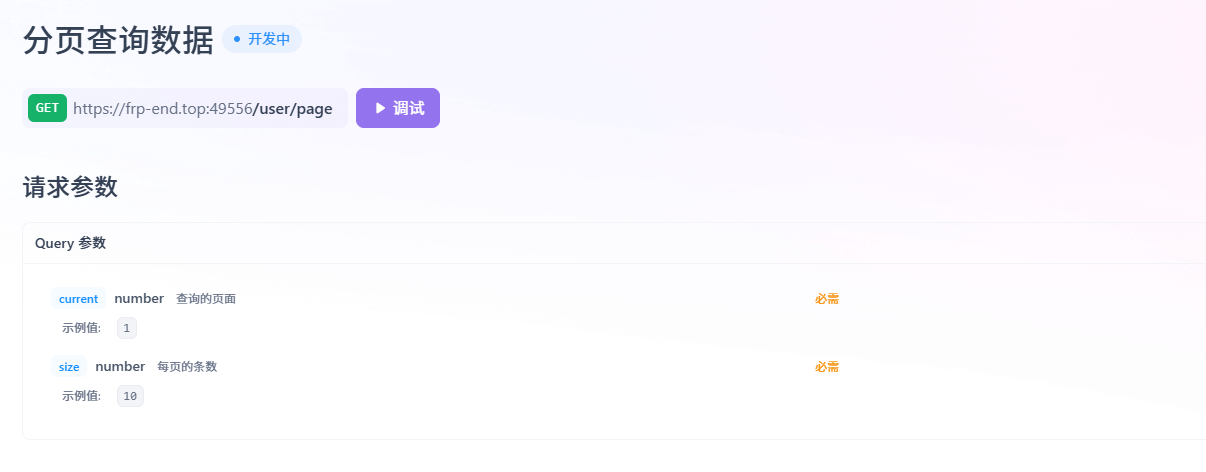 分页查询数据 开发中
GET https://frp-end.top:49556/user/page 调试
请求参数
Query 参数
current number 查询的页面 必需
示例值: 1
size number 每页的条数 必需
示例值: 10